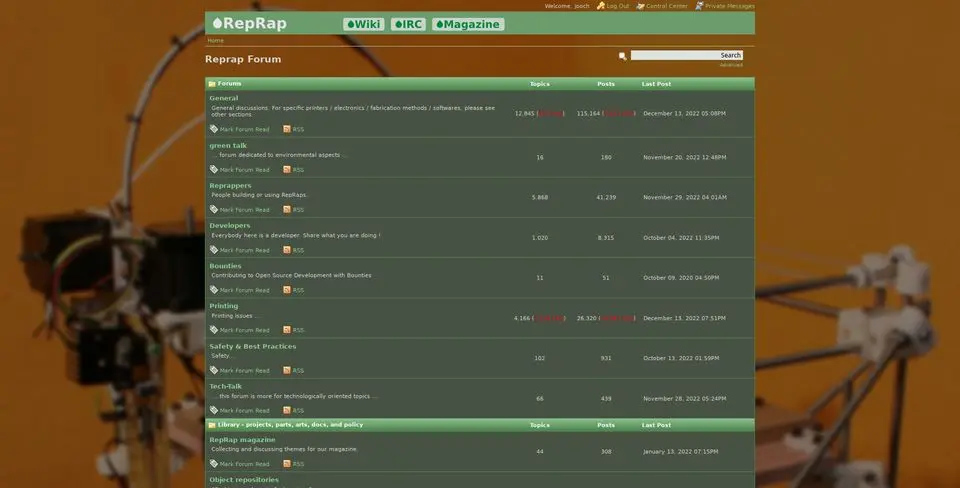 Welcome, Jooch Log Out Control Center Private Messages
RepRap Wiki IRC Magazine
Home
Search
Reprap Forum
Advanced
Forums Topics Posts Last Post
General
General discussions. For specific printers / electronics / fabrication methods / softwares, please see
other sections 12,845 115,164 December 13, 2022 05:08PM
Mark Forum Read RSS
green talk
... forum dedicated to environmental aspects ... 16 180 November 20, 2022 12:48PM
Mark Forum Read RSS
Reprappers
People building or using RepRaps. 5,868 41,239 November 29, 2022 04:01AM
Mark Forum Read RSS
Developers
Everybody here is a developer. Share what you are doing ! 1,020 8,315 October 04, 2022 11:35PM
Mark Forum Read RSS
Bounties
Contributing to Open Source Development with Bounties 11 51 October 09, 2020 04:50PM
Mark Forum Read RSS
Printing
Printing issues ... 4,166 26,320 December 13, 2022 07:51PM
Mark Forum Read RSS
Safety & Best Practices
Safety... 102 931 October 13, 2022 01:59PM
Mark Forum Read RSS
Tech-Talk
... this forum is more for technologically oriented topics ... 66 439 November 28, 2022 05:24PM
Mark Forum Read RSS
Library - projects, parts, arts, docs, and policy Topics Posts Last Post
RepRap magazine
Collecting and discussing themes for our magazine. 44 308 January 13, 2022 07:15PM
Mark Forum Read RSS
Object repositories